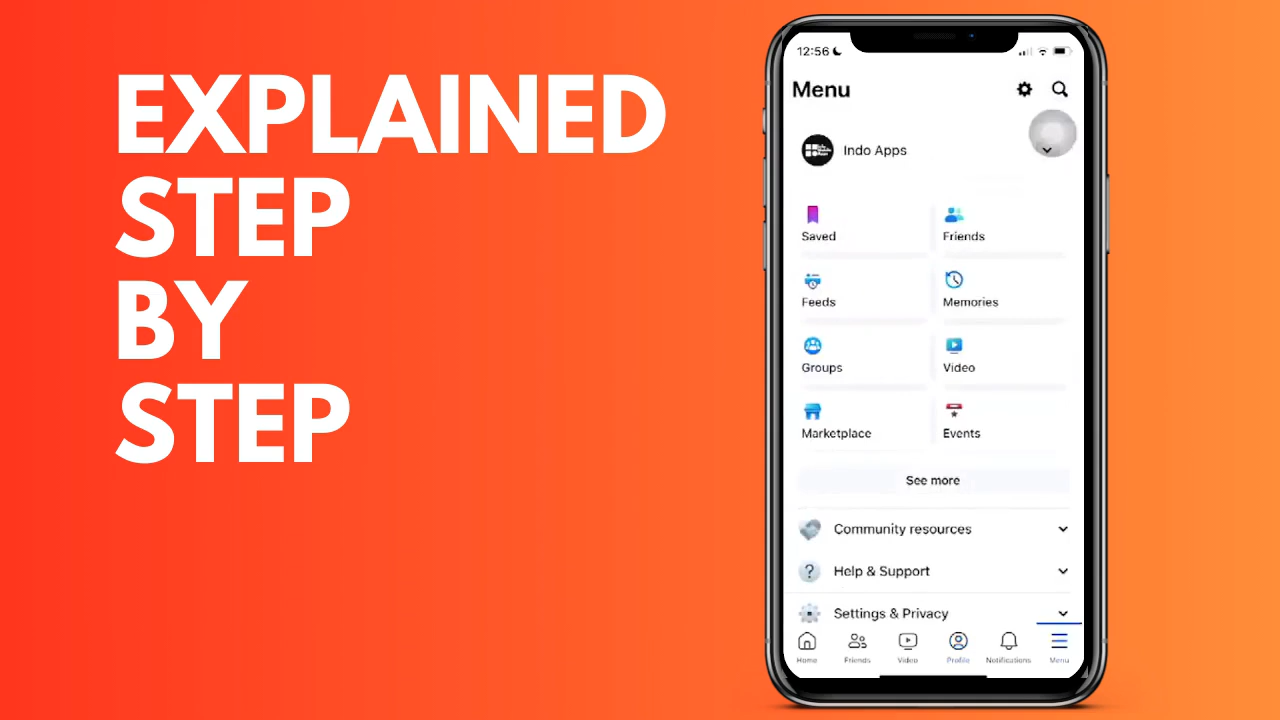 EXPLAINED
STEP
BY
STEP
12:56
Menu
Indo Apps
Saved
Friends
Feeds
Memories
Groups
Video
Marketplace
Events
See more
Community resources
Help & Support
Settings & Privacy
Home
Friends
Video
Profile
Notifications
Menu